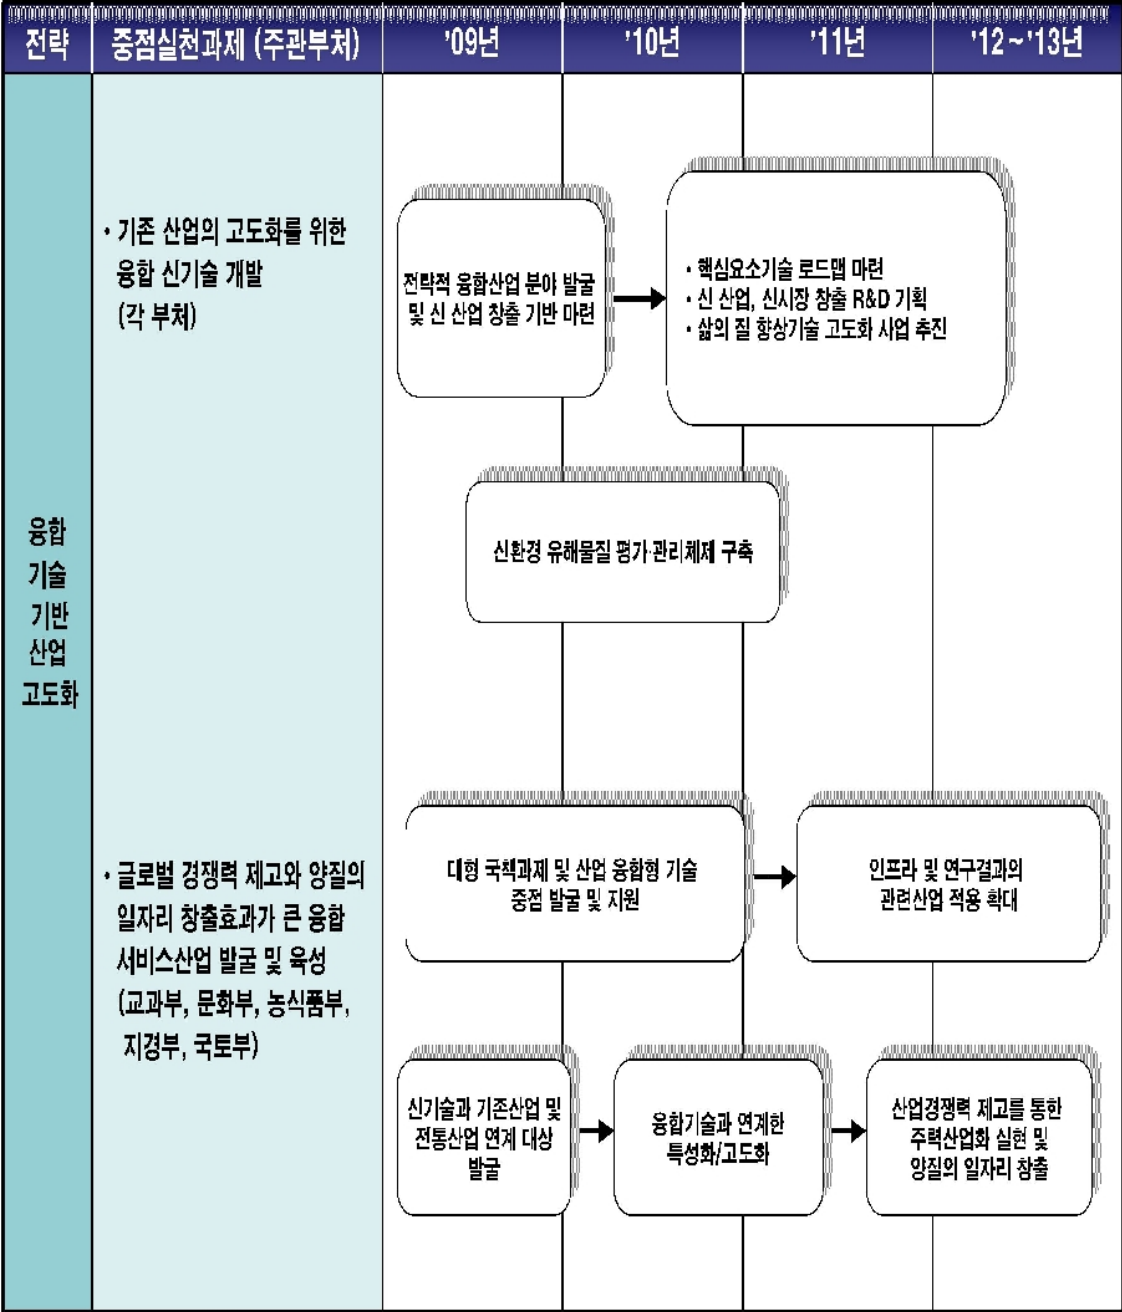 전략
중점실천과제 (주관부처)
'09년
'10년
'11년
'12~'13년
융합
기술
기반
산업
고도화
• 기존 산업의 고도화를 위한
융합 신기술 개발
(각 부처)
전략적 융합산업 분야 발굴
및 신 산업 창출 기반 마련
• 핵심요소기술 로드맵 마련
• 신 산업, 신시장 창출 R&D 기획
• 삶의 질 향상기술 고도화 사업 추진
신환경 유해물질 평가·관리체제 구축
• 글로벌 경쟁력 제고와 양질의
일자리 창출효과가 큰 융합
서비스산업 발굴 및 육성
(교과부, 문화부, 농식품부,
지경부, 국토부)
대형 국책과제 및 산업 융합형 기술
중점 발굴 및 지원
인프라 및 연구결과의
관련산업 적용 확대
신기술과 기존산업 및
전통산업 연계 대상
발굴
융합기술과 연계한
특성화/고도화
산업경쟁력 제고를 통한
주력산업화 실현 및
양질의 일자리 창출